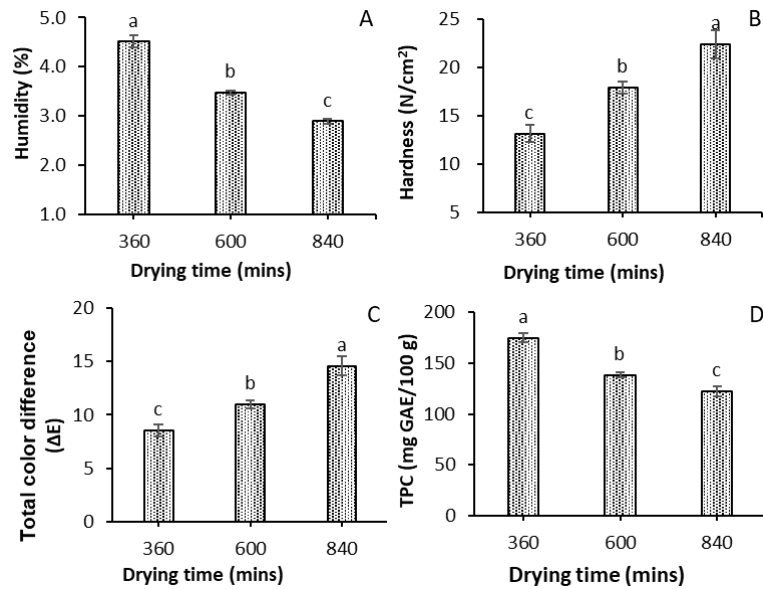 A
Humidity (%)
5.0
4.0
3.0
2.0
1.0
a
b
c
360 600 840
Drying time (mins)
B
Hardness (N/cm²)
25
20
15
10
5
c
b
a
360 600 840
Drying time (mins)
C
Total color difference
(ΔE)
20
15
10
5
0
c
b
a
360 600 840
Drying time (mins)
D
TPC (mg GAE/100 g)
200
150
100
50
0
a
b
c
360 600 840
Drying time (mins)